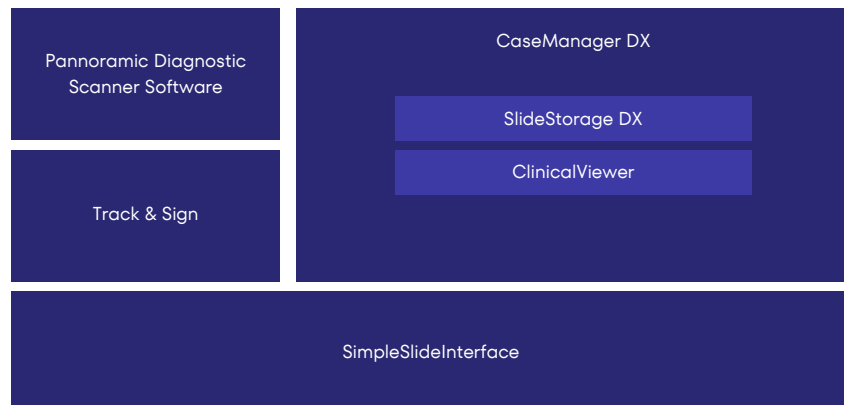 Pannoramic Diagnostic
Scanner Software
CaseManager DX
SlideStorage DX
ClinicalViewer
Track & Sign
SimpleSlideInterface